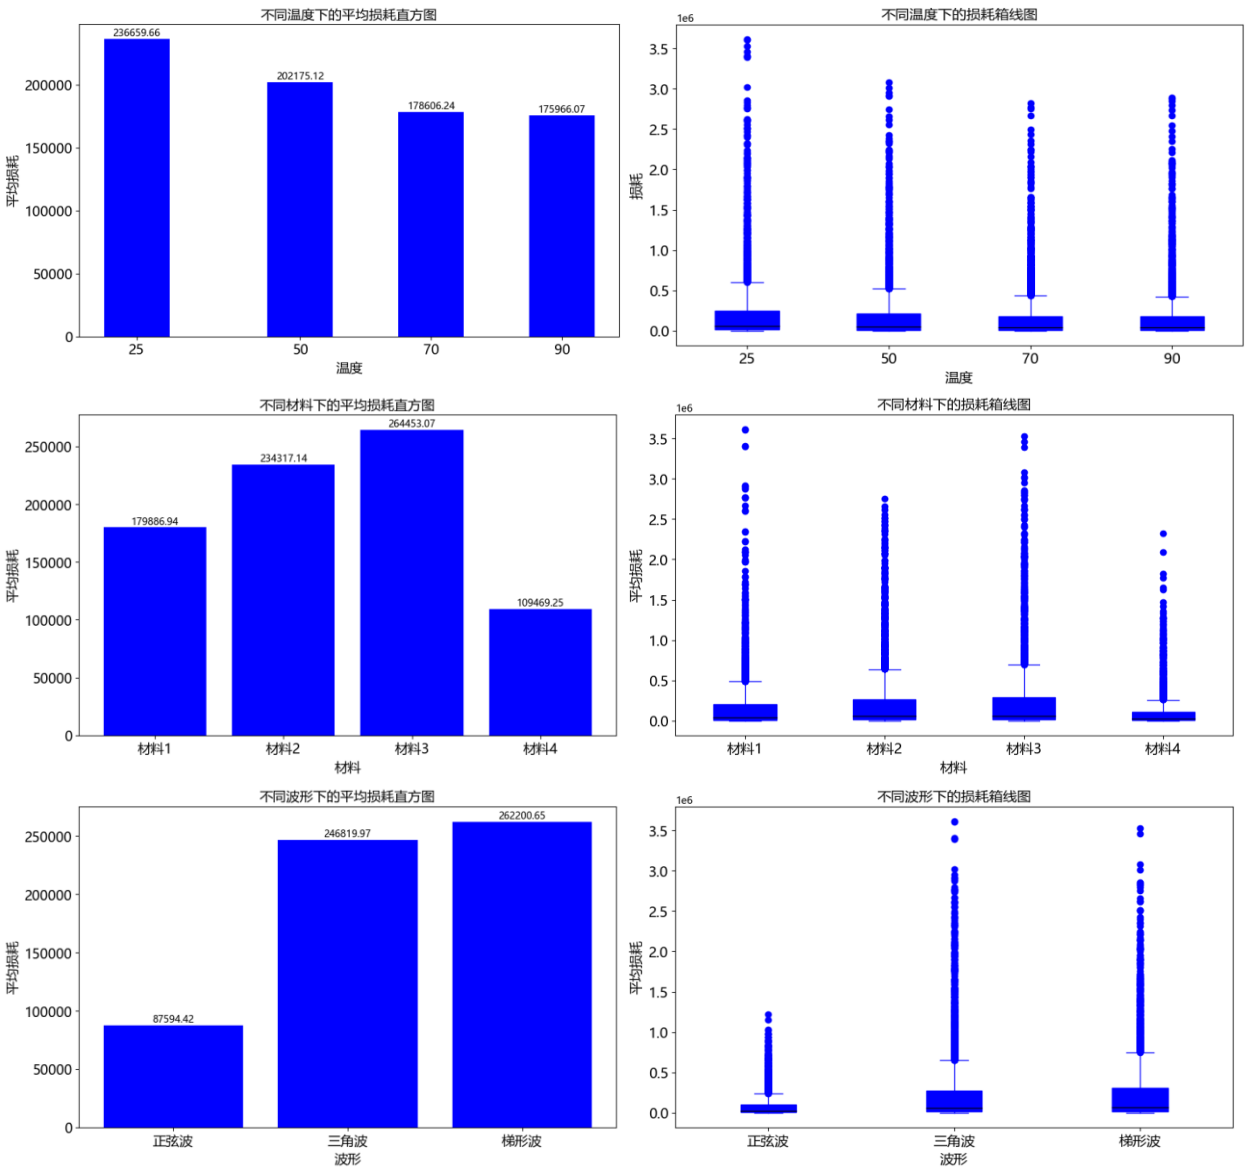 不同温度下的平均损耗直方图
236659.66
202175.12
178606.24
175966.07
200000
150000
100000
50000
0
平均损耗
25
50
70
90
温度
不同温度下的损耗箱线图
1e6
3.5
3.0
2.5
2.0
1.5
1.0
0.5
0.0
损耗
25
50
70
90
温度
不同材料下的平均损耗直方图
264453.07
234317.14
179886.94
109469.25
250000
200000
150000
100000
50000
0
平均损耗
材料1
材料2
材料3
材料4
材料
不同材料下的损耗箱线图
1e6
3.5
3.0
2.5
2.0
1.5
1.0
0.5
0.0
平均损耗
材料1
材料2
材料3
材料4
材料
不同波形下的平均损耗直方图
262200.65
246819.97
87594.42
250000
200000
150000
100000
50000
0
平均损耗
正弦波
三角波
梯形波
波形
不同波形下的损耗箱线图
1e6
3.5
3.0
2.5
2.0
1.5
1.0
0.5
0.0
平均损耗
正弦波
三角波
梯形波
波形